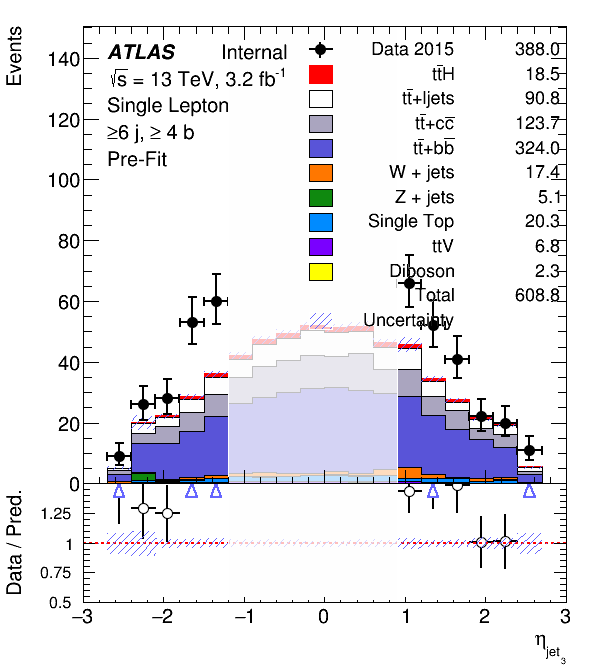 Events
ATLAS Internal
√s = 13 TeV, 3.2 fb-1
Single Lepton
≥6 j, ≥ 4 b
Pre-Fit
Data 2015 388.0
tt̄H 18.5
tt̄+ljets 90.8
tt̄+cc̄ 123.7
tt̄+bb̄ 324.0
W + jets 17.4
Z + jets 5.1
Single Top 20.3
ttV 6.8
Diboson 2.3
Total 608.8
Uncertainty
140
120
100
80
60
40
20
0
Data / Pred.
1.25
1
0.75
0.5
−3 −2 −1 0 1 2 3
ηjet3